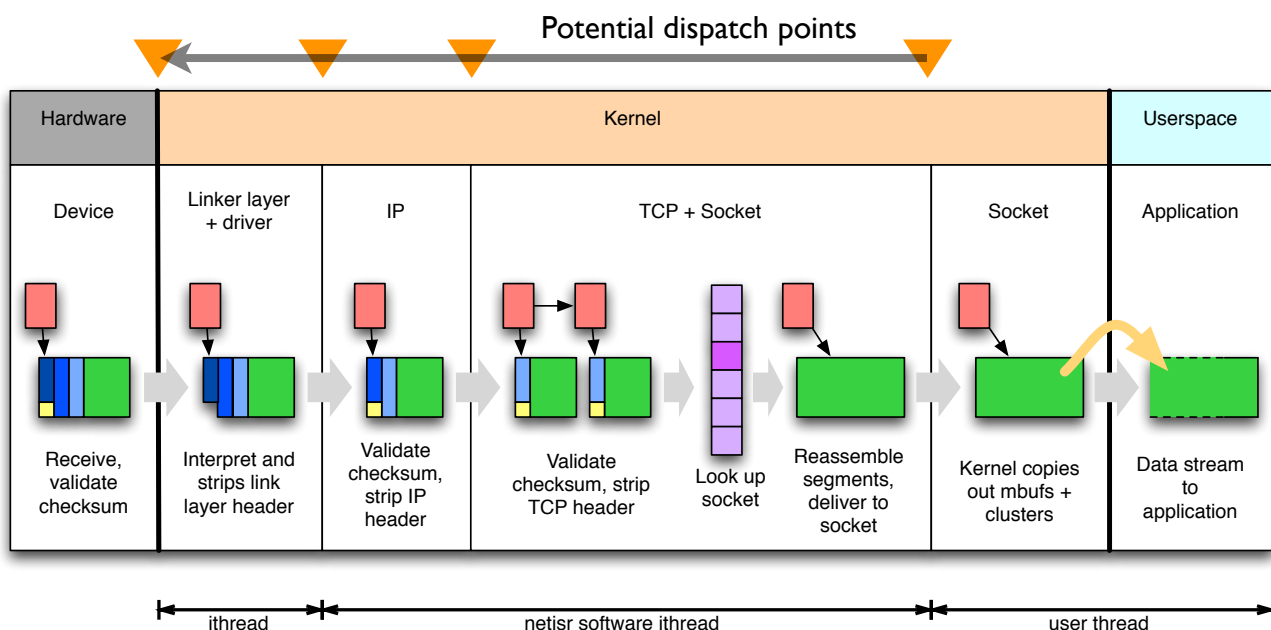 Potential dispatch points
Hardware
Kernel
Userspace
Device
Linker layer
+ driver
IP
TCP + Socket
Socket
Application
Receive,
validate
checksum
Interpret and
strips link
layer header
Validate
checksum,
strip IP
header
Validate
checksum, strip
TCP header
Look up
socket
Reassemble
segments,
deliver to
socket
Kernel copies
out mbufs +
clusters
Data stream
to
application
ithread
netisr software ithread
user thread